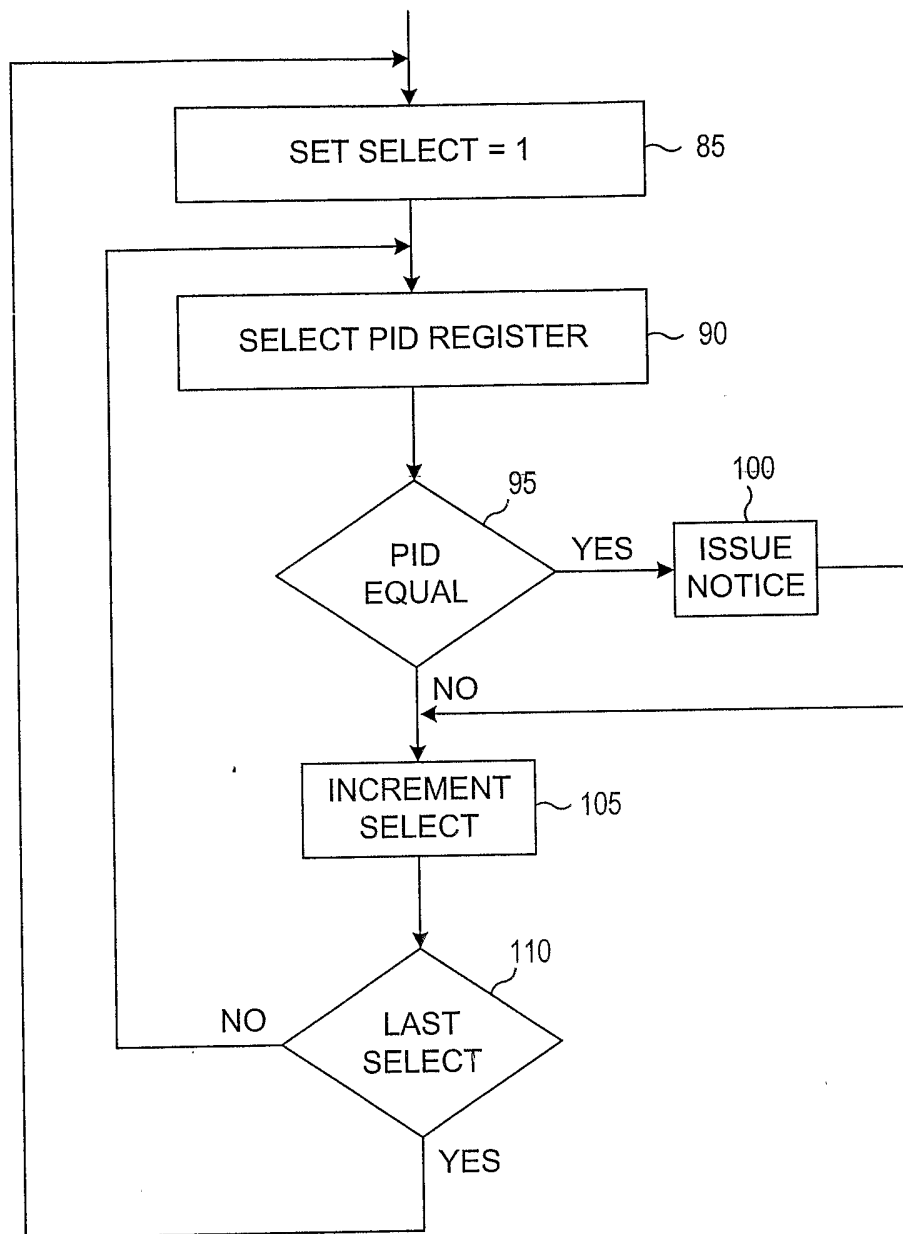 SET SELECT = 1
85
SELECT PID REGISTER
90
95
100
PID
EQUAL
YES
ISSUE
NOTICE
NO
INCREMENT
SELECT
105
110
NO
LAST
SELECT
YES